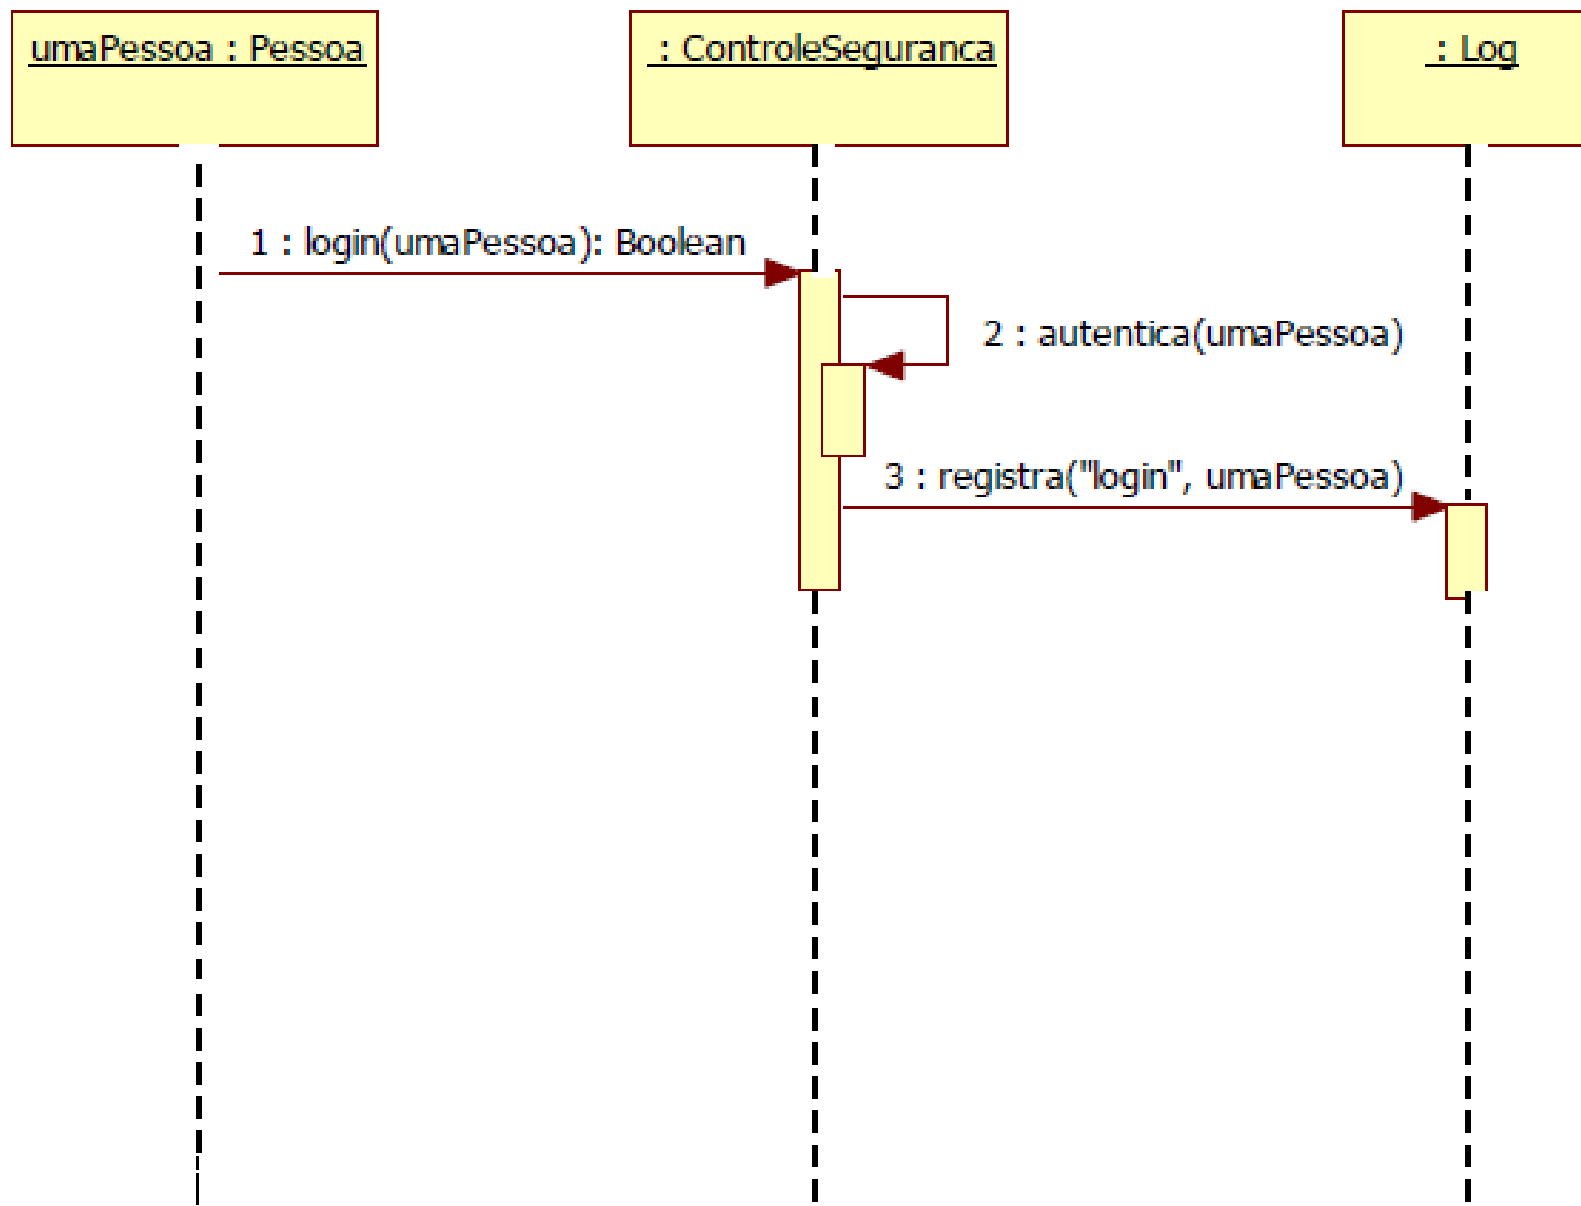 umaPessoa : Pessoa
: ControleSeguranca
: Log
1 : login(umaPessoa): Boolean
2 : autentica(umaPessoa)
3 : registra("login", umaPessoa)